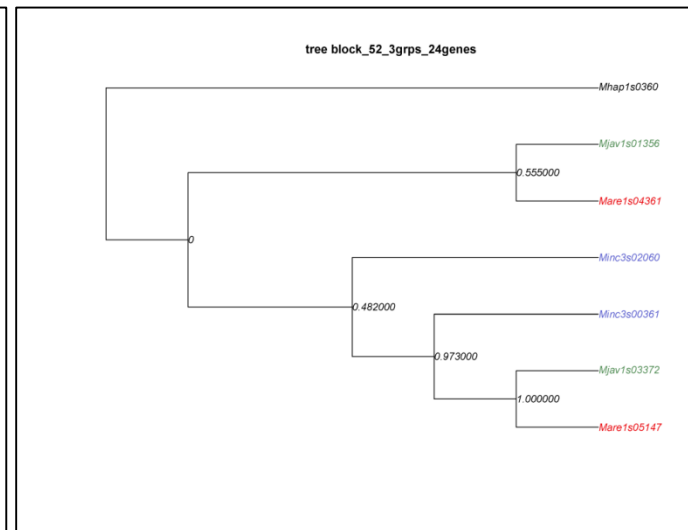 tree block_52_3grps_24genes
Mhap1s0360
Mjav1s01356
0.555000
Mare1s04361
0
Minc3s02060
0.482000
Minc3s00361
0.973000
Mjav1s03372
1.000000
Mare1s05147